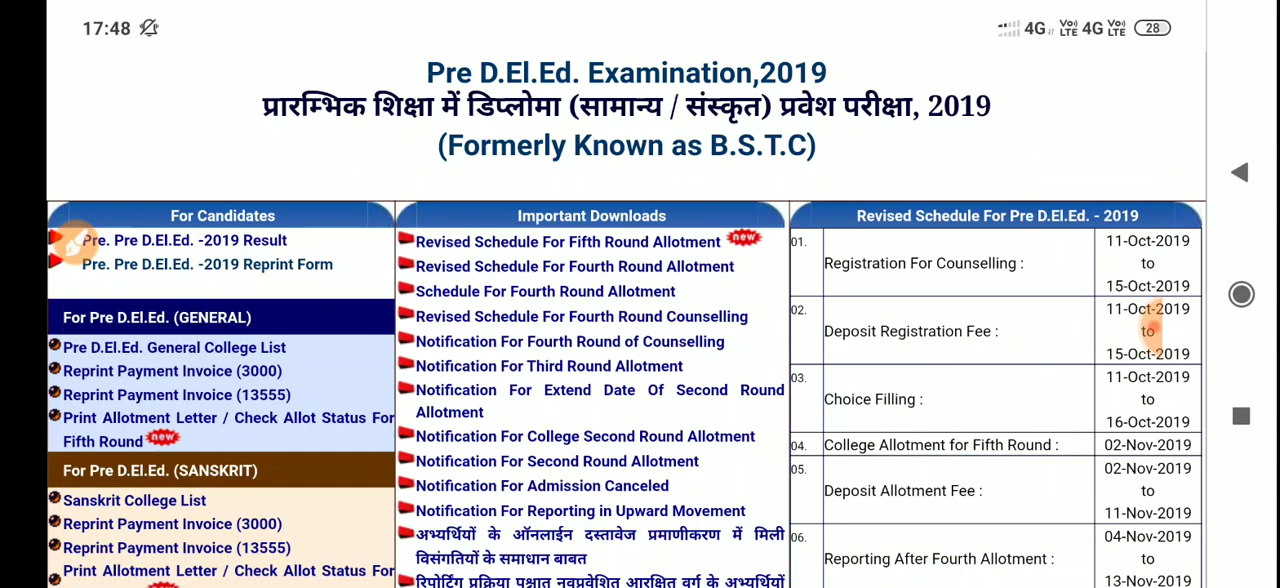 17:48
4G Vo) LTE 4G Vo) LTE 28
Pre D.El.Ed. Examination,2019
प्रारम्भिक शिक्षा में डिप्लोमा (सामान्य / संस्कृत) प्रवेश परीक्षा, 2019
(Formerly Known as B.S.T.C)
For Candidates
Pre. Pre D.El.Ed. -2019 Result
Pre. Pre D.El.Ed. -2019 Reprint Form
For Pre D.El.Ed. (GENERAL)
Pre D.El.Ed. General College List
Reprint Payment Invoice (3000)
Reprint Payment Invoice (13555)
Print Allotment Letter / Check Allot Status For
Fifth Round new
For Pre D.El.Ed. (SANSKRIT)
Sanskrit College List
Reprint Payment Invoice (3000)
Reprint Payment Invoice (13555)
Print Allotment Letter / Check Allot Status For
Important Downloads
Revised Schedule For Fifth Round Allotment new
Revised Schedule For Fourth Round Allotment
Schedule For Fourth Round Allotment
Revised Schedule For Fourth Round Counselling
Notification For Fourth Round of Counselling
Notification For Third Round Allotment
Notification For Extend Date Of Second Round
Allotment
Notification For College Second Round Allotment
Notification For Second Round Allotment
Notification For Admission Canceled
Notification For Reporting in Upward Movement
अभ्यर्थियों के ऑनलाईन दस्तावेज प्रमाणीकरण में मिली
विसंगतियों के समाधान बाबत
रिपोर्टिंग प्रक्रिया पश्चात नवप्रवेशित आरक्षित वर्ग के अभ्यर्थियों
Revised Schedule For Pre D.El.Ed. - 2019
01. Registration For Counselling : 11-Oct-2019
to
15-Oct-2019
02. Deposit Registration Fee : 11-Oct-2019
to
15-Oct-2019
03. Choice Filling : 11-Oct-2019
to
16-Oct-2019
04. College Allotment for Fifth Round : 02-Nov-2019
05. Deposit Allotment Fee : 02-Nov-2019
to
11-Nov-2019
06. Reporting After Fourth Allotment : 04-Nov-2019
to
13-Nov-2019